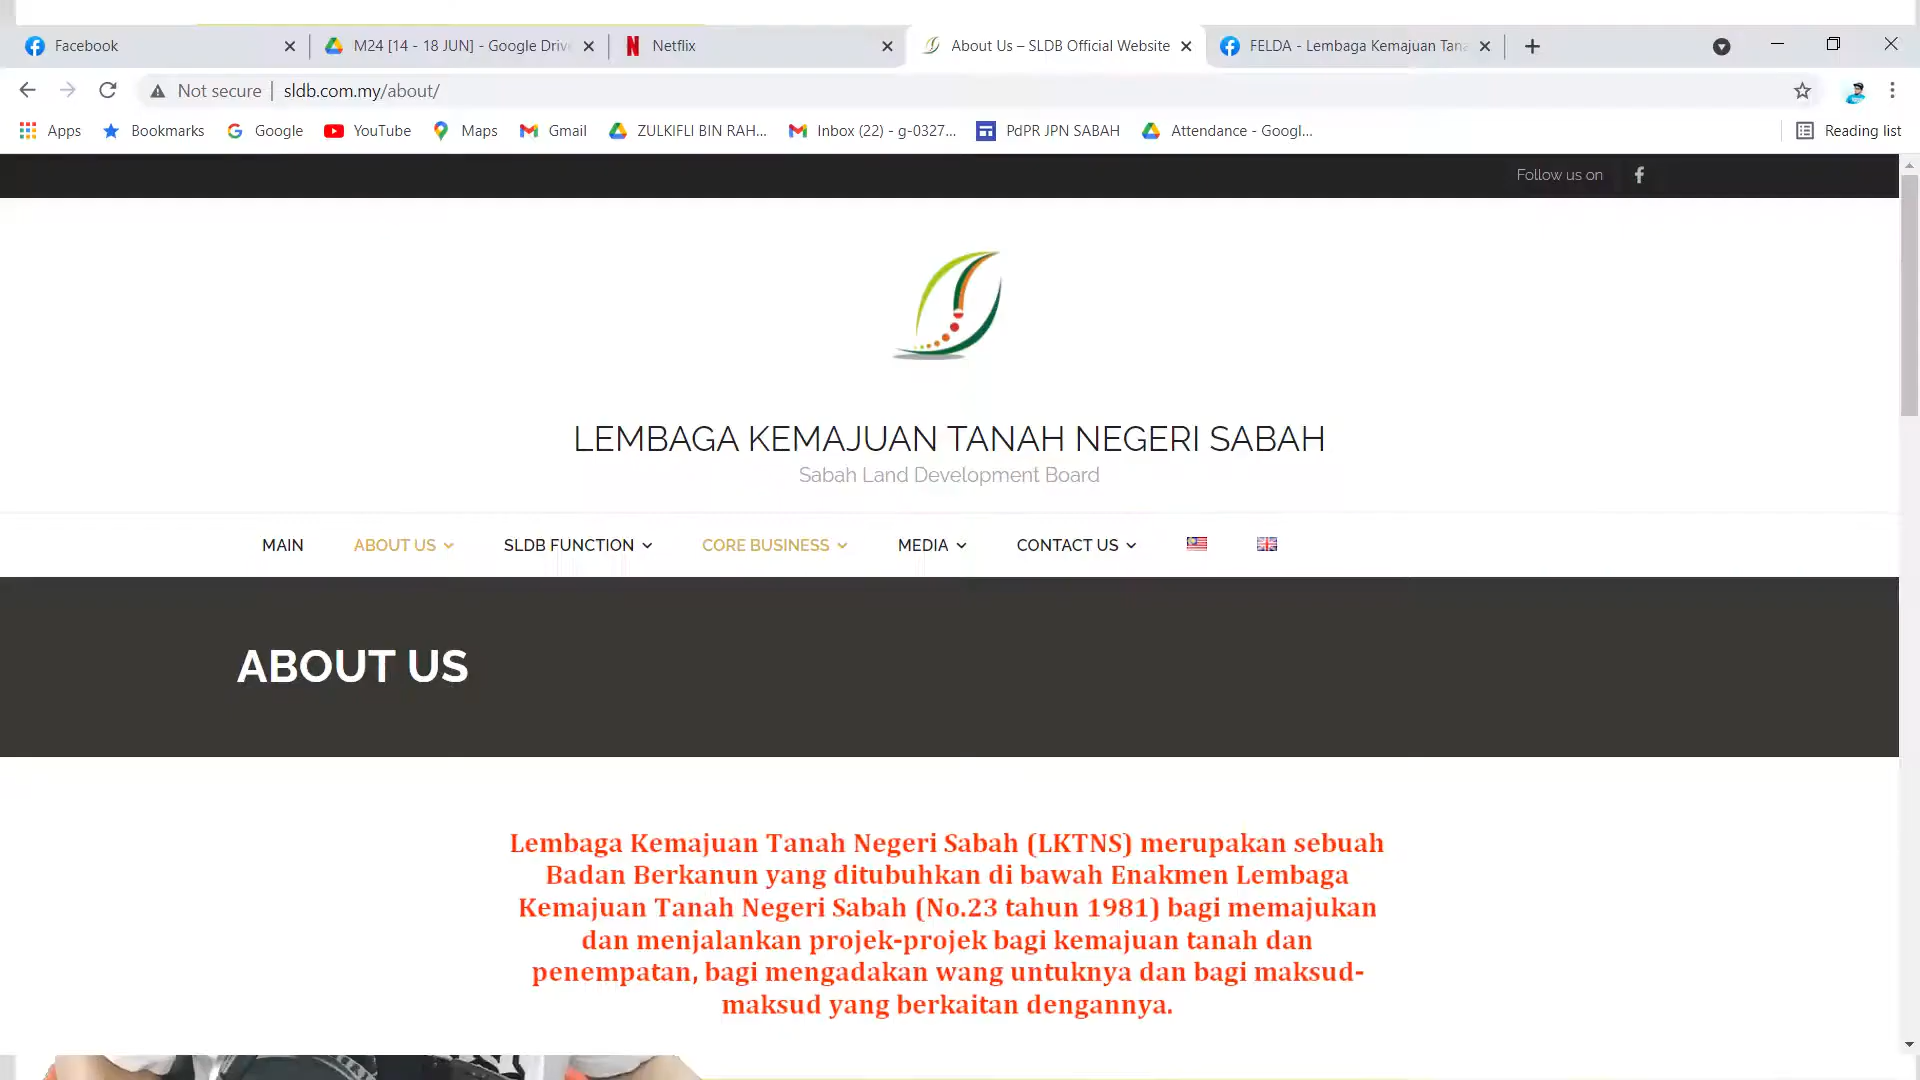 Facebook
M24 [14 - 18 JUN] - Google Driv
Netflix
About Us – SLDB Official Website
FELDA - Lembaga Kemajuan Tana
Not secure | sldb.com.my/about/
Apps
Bookmarks
Google
YouTube
Maps
Gmail
ZULKIFLI BIN RAH...
Inbox (22) - g-0327...
PdPR JPN SABAH
Attendance - Googl...
Reading list
Follow us on
LEMBAGA KEMAJUAN TANAH NEGERI SABAH
Sabah Land Development Board
MAIN
ABOUT US
SLDB FUNCTION
CORE BUSINESS
MEDIA
CONTACT US
ABOUT US
Lembaga Kemajuan Tanah Negeri Sabah (LKTNS) merupakan sebuah
Badan Berkanun yang ditubuhkan di bawah Enakmen Lembaga
Kemajuan Tanah Negeri Sabah (No.23 tahun 1981) bagi memajukan
dan menjalankan projek-projek bagi kemajuan tanah dan
penempatan, bagi mengadakan wang untuknya dan bagi maksud-
maksud yang berkaitan dengannya.